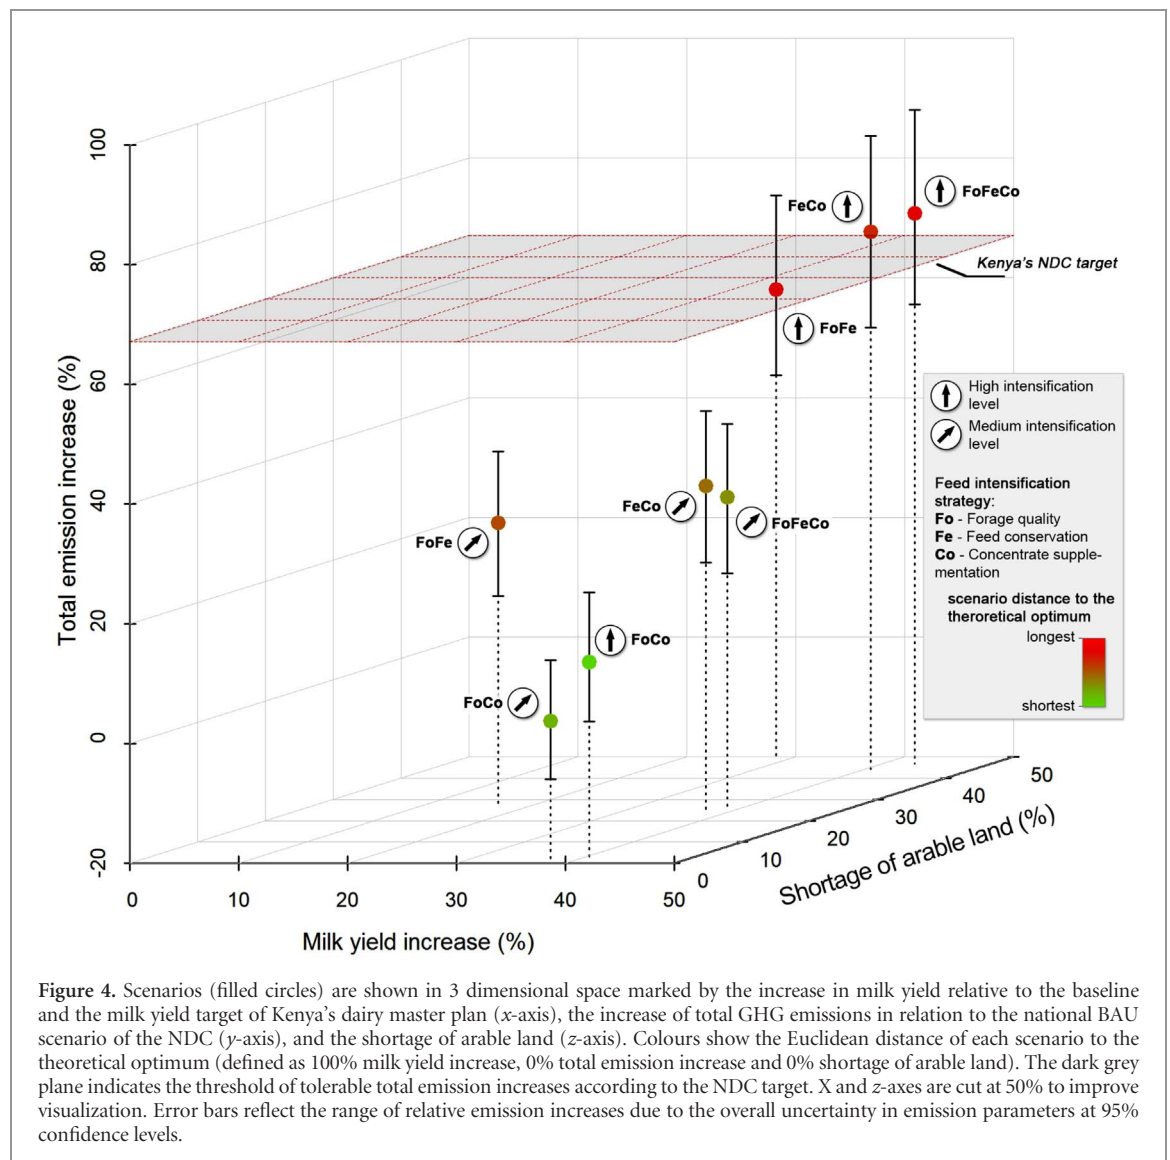 100
80
60
40
20
0
-20
Total emission increase (%)
0
10
20
30
40
50
Milk yield increase (%)
0
10
20
30
40
50
Shortage of arable land (%)
FoFeCo
FeCo
Kenya's NDC target
FoFe
FeCo
FoFeCo
FoFe
FoCo
FoCo
High intensification
level
Medium intensification
level
Feed intensification
strategy:
Fo - Forage quality
Fe - Feed conservation
Co - Concentrate supple-
mentation
scenario distance to the
theroretical optimum
longest
shortest
Figure 4. Scenarios (filled circles) are shown in 3 dimensional space marked by the increase in milk yield relative to the baseline
and the milk yield target of Kenya's dairy master plan (x-axis), the increase of total GHG emissions in relation to the national BAU
scenario of the NDC (y-axis), and the shortage of arable land (z-axis). Colours show the Euclidean distance of each scenario to the
theoretical optimum (defined as 100% milk yield increase, 0% total emission increase and 0% shortage of arable land). The dark grey
plane indicates the threshold of tolerable total emission increases according to the NDC target. X and z-axes are cut at 50% to improve
visualization. Error bars reflect the range of relative emission increases due to the overall uncertainty in emission parameters at 95%
confidence levels.